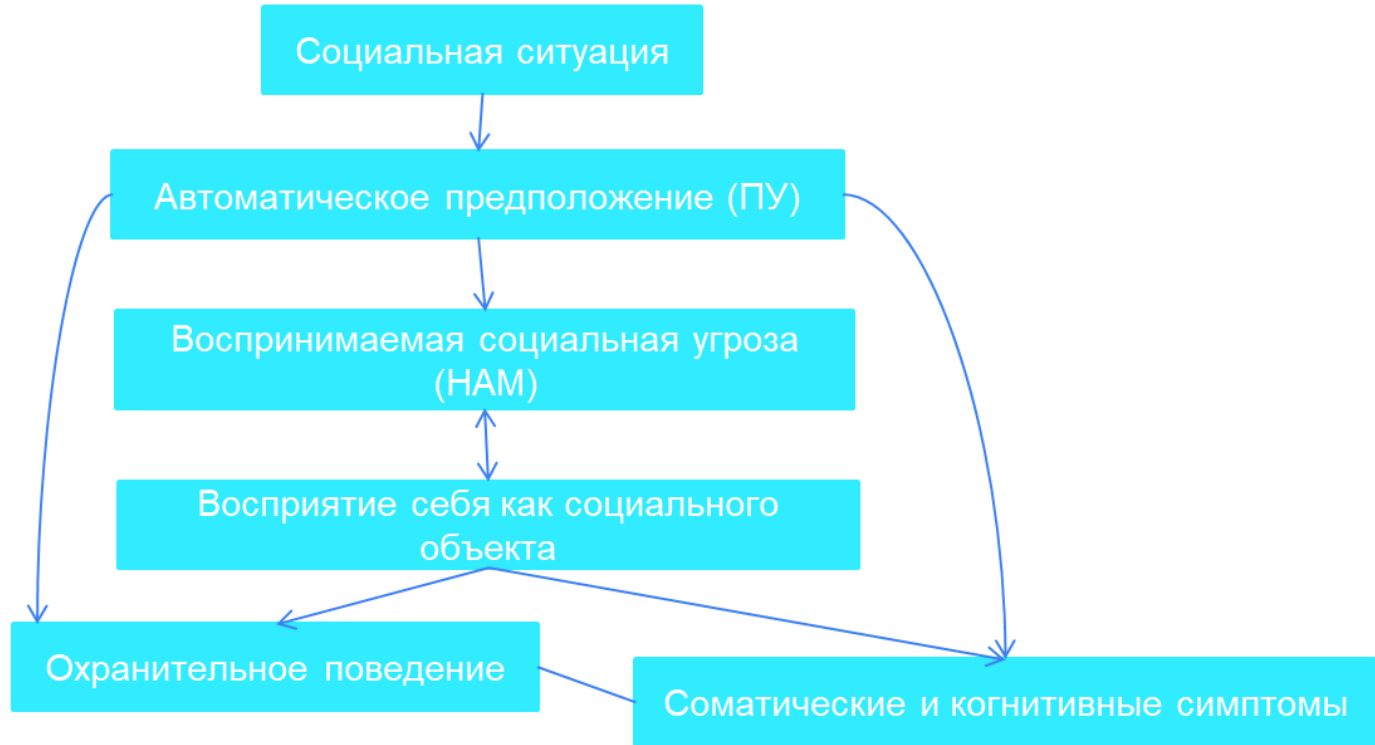 Социальная ситуация
Автоматическое предположение (ПУ)
Воспринимаемая социальная угроза
(НАМ)
Восприятие себя как социального
объекта
Охранительное поведение
Соматические и когнитивные симптомы